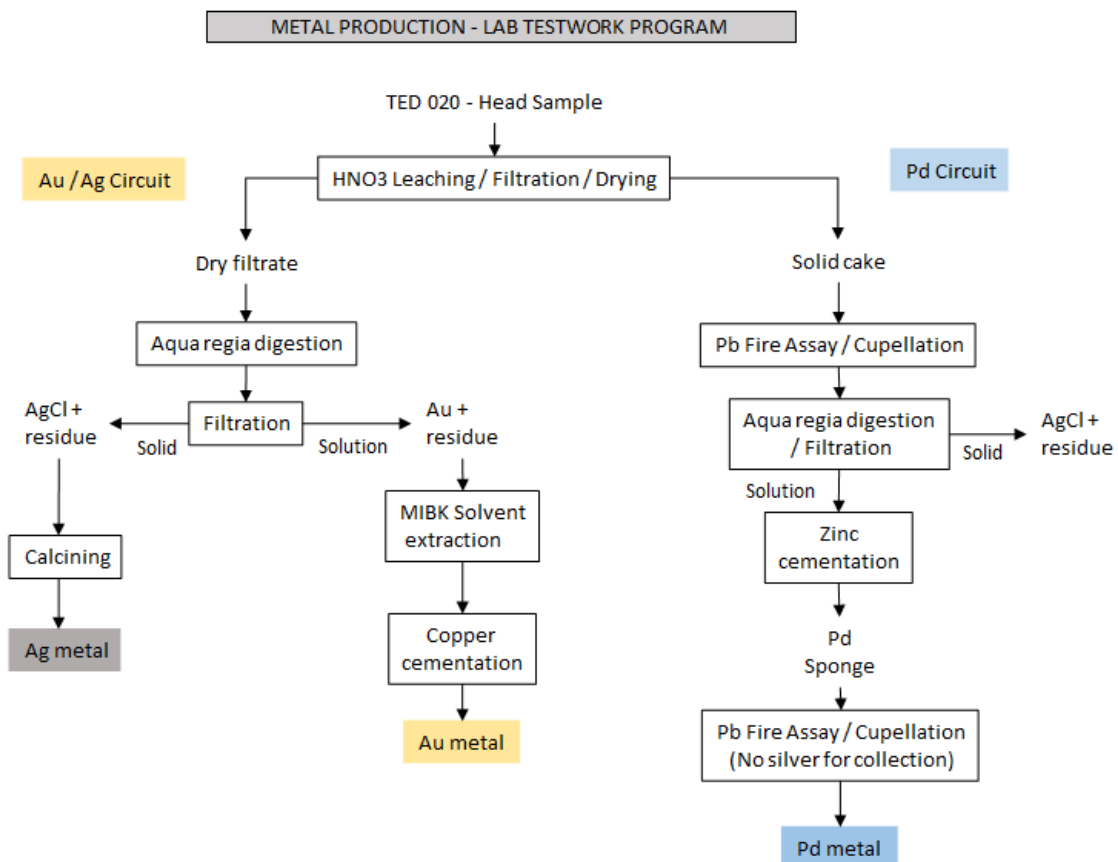 METAL PRODUCTION - LAB TESTWORK PROGRAM
TED 020 - Head Sample
Au / Ag Circuit
HNO3 Leaching / Filtration / Drying
Pd Circuit
Dry filtrate
Solid cake
Aqua regia digestion
Pb Fire Assay / Cupellation
AgCl +
residue
Solid
Filtration
Solution
Au +
residue
Aqua regia digestion
/ Filtration
Solid
AgCl +
residue
Solution
MIBK Solvent
extraction
Zinc
cementation
Calcining
Copper
cementation
Pd
Sponge
Ag metal
Au metal
Pb Fire Assay / Cupellation
(No silver for collection)
Pd metal